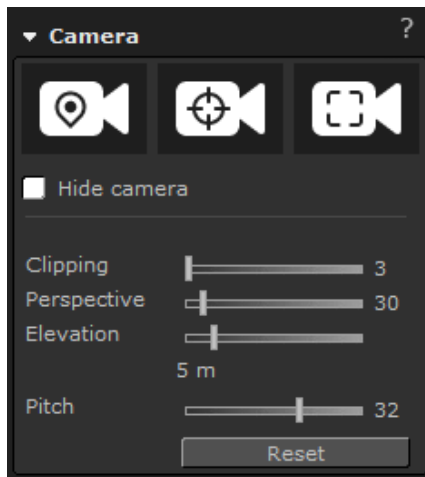 Camera ?
Hide camera
Clipping 3
Perspective 30
Elevation
5 m
Pitch 32
Reset